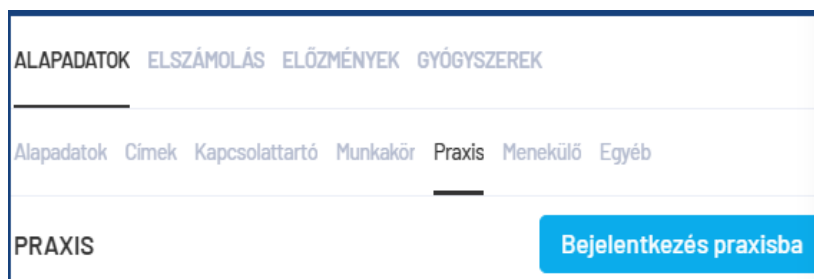 ALAPADATOK ELSZÁMOLÁS ELŐZMÉNYEK GYÓGYSZEREK
Alapadatok Címek Kapcsolattartó Munkakör Praxis Menekülő Egyéb
PRAXIS Bejelentkezés praxisba